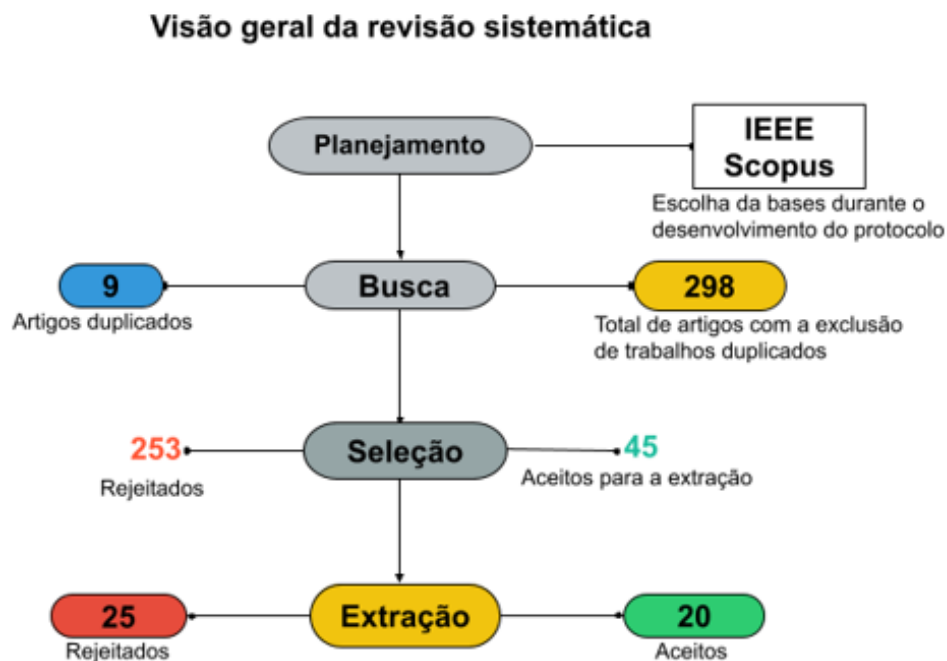 Visão geral da revisão sistemática
Planejamento
IEEE
Scopus
Escolha da bases durante o
desenvolvimento do protocolo
9
Artigos duplicados
Busca
298
Total de artigos com a exclusão
de trabalhos duplicados
253
Rejeitados
Seleção
45
Aceitos para a extração
25
Rejeitados
Extração
20
Aceitos